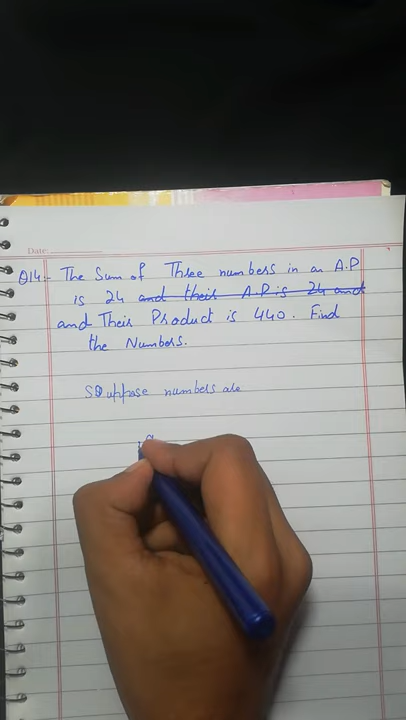 Date:
Q14:- The Sum of Three numbers in an A.P
is 24 and their A.P is 24 and
and Their Product is 440. Find
the Numbers.
Suppose numbers are